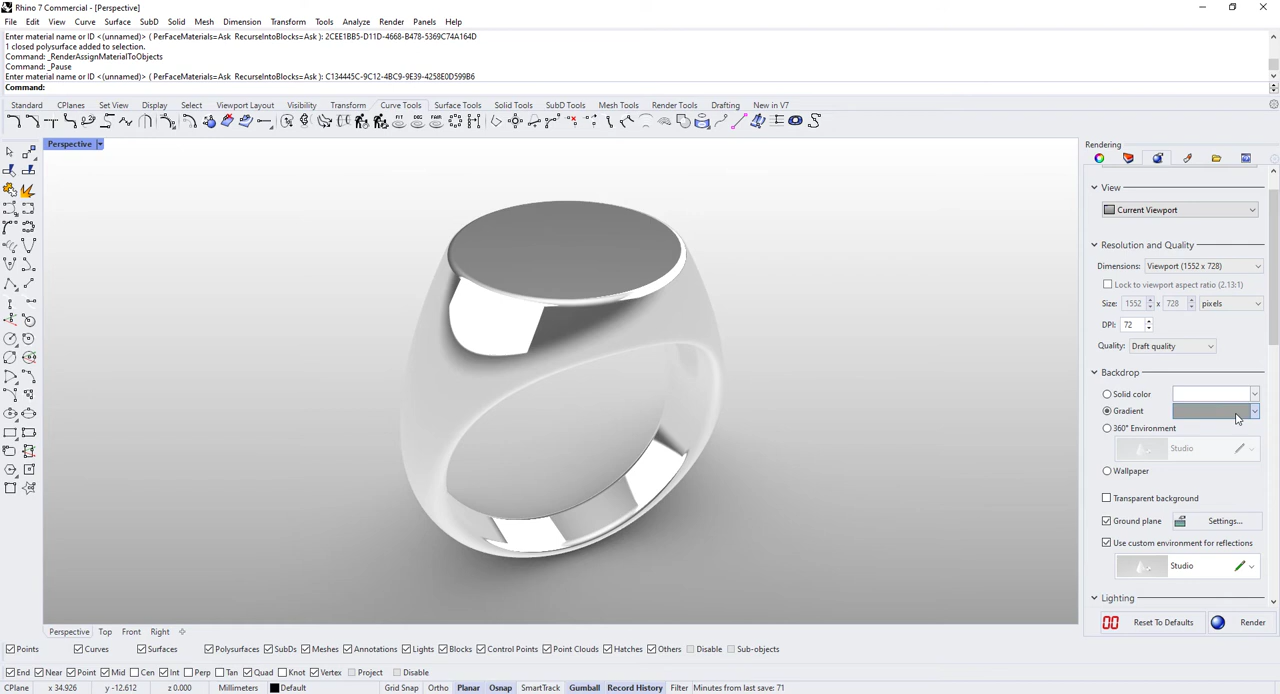 Rhino 7 Commercial - [Perspective]
File Edit View Curve Surface SubD Solid Mesh Dimension Transform Tools Analyze Render Panels Help
Enter material name or ID <(unnamed)> ( PerFaceMaterials=Ask RecurseIntoBlocks=Ask ): 2CEE1BB5-D11D-4668-B478-5369C74A164D
1 closed polysurface added to selection.
Command: _RenderAssignMaterialToObjects
Command: _Pause
Enter material name or ID <(unnamed)> ( PerFaceMaterials=Ask RecurseIntoBlocks=Ask ): C134445C-9C12-4BC9-9E39-4258E0D599B6
Command:
Standard CPlanes Set View Display Select Viewport Layout Visibility Transform Curve Tools Surface Tools Solid Tools SubD Tools Mesh Tools Render Tools Drafting New in V7
Perspective
Rendering
View
Current Viewport
Resolution and Quality
Dimensions: Viewport (1552 x 728)
Lock to viewport aspect ratio (2.13:1)
Size: 1552 x 728 pixels
DPI: 72
Quality: Draft quality
Backdrop
Solid color
Gradient
360° Environment
Studio
Wallpaper
Transparent background
Ground plane Settings...
Use custom environment for reflections
Studio
Lighting
Reset To Defaults Render
Perspective Top Front Right
Points Curves Surfaces Polysurfaces SubDs Meshes Annotations Lights Blocks Control Points Point Clouds Hatches Others Disable Sub-objects
End Near Point Mid Cen Int Perp Tan Quad Knot Vertex Project Disable
CPlane x 34.926 y -12.612 z 0.000 Millimeters Default Grid Snap Ortho Planar Osnap SmartTrack Gumball Record History Filter Minutes from last save: 71